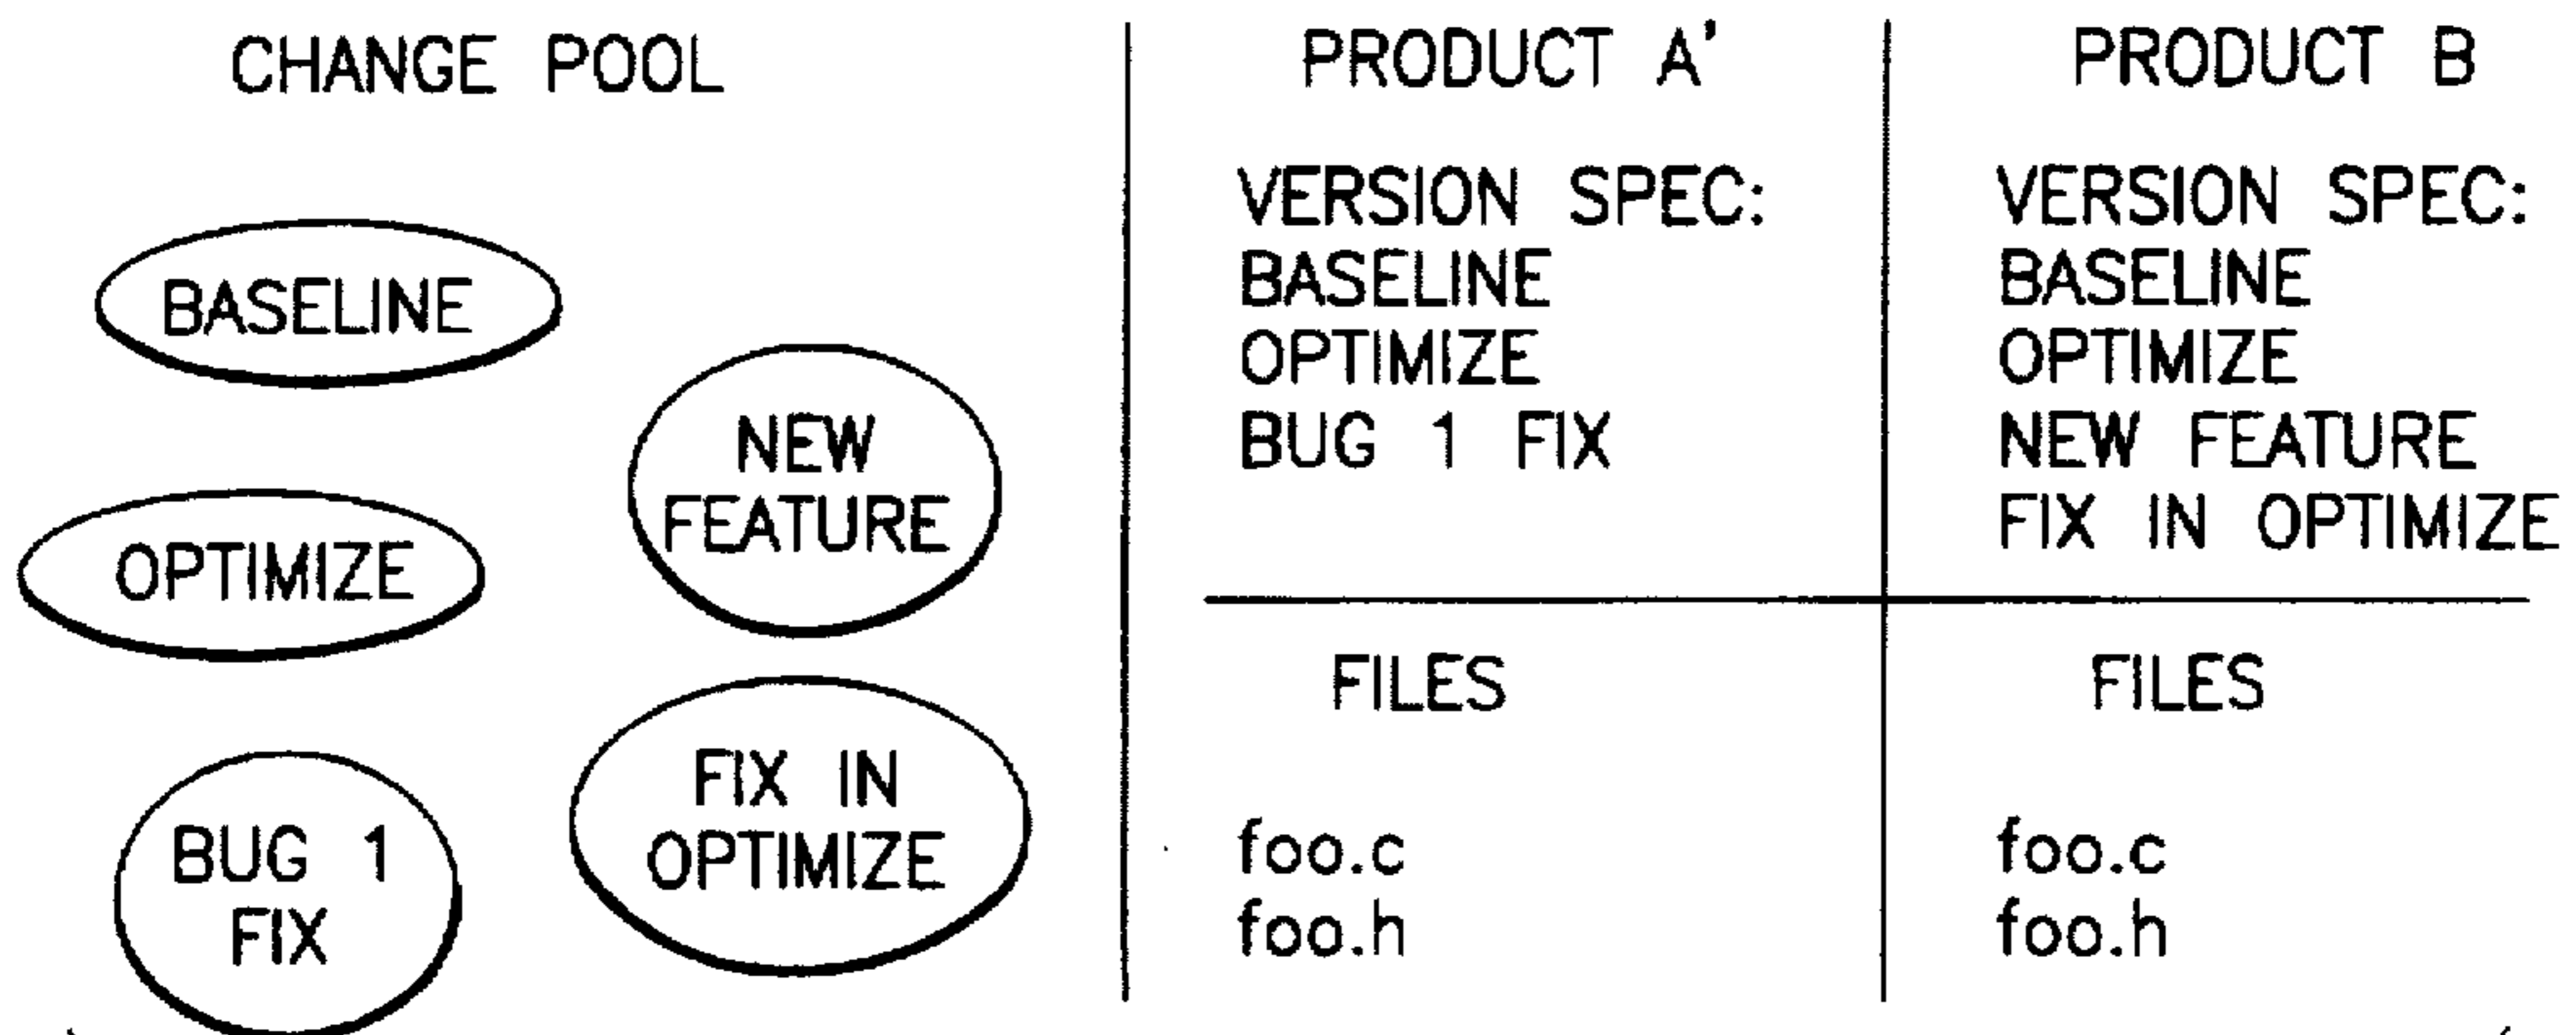 CHANGE POOL
BASELINE
NEW
FEATURE
OPTIMIZE
FIX IN
OPTIMIZE
BUG 1
FIX
PRODUCT A'
VERSION SPEC:
BASELINE
OPTIMIZE
BUG 1 FIX
FILES
foo.c
foo.h
PRODUCT B
VERSION SPEC:
BASELINE
OPTIMIZE
NEW FEATURE
FIX IN OPTIMIZE
FILES
foo.c
foo.h